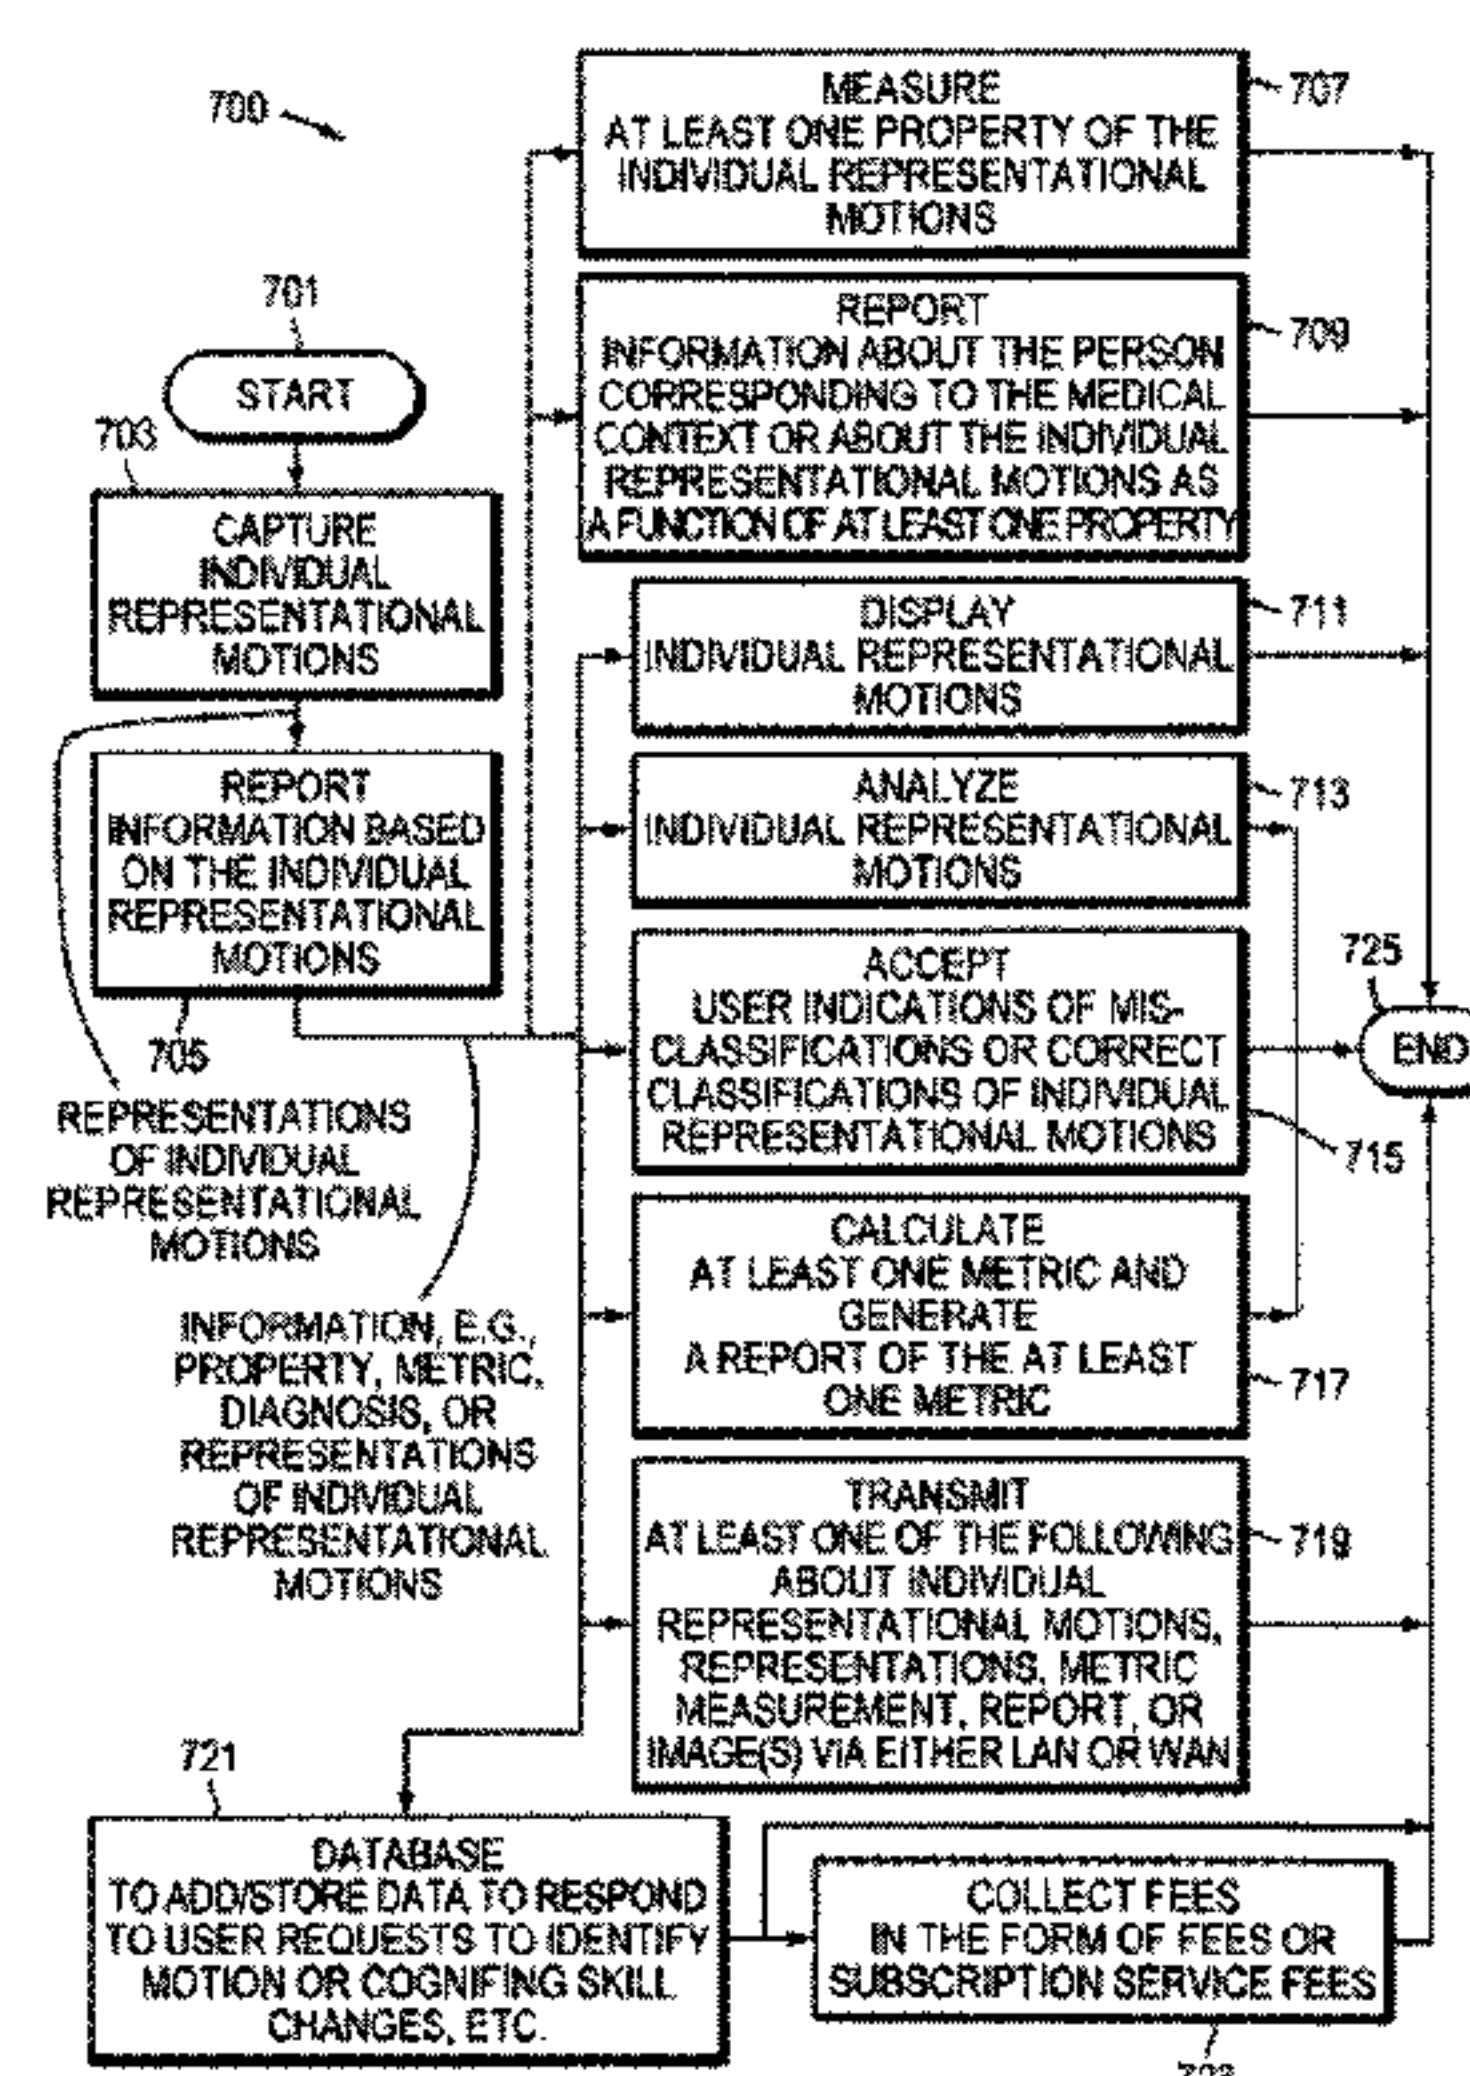 700
701
START
703
CAPTURE
INDIVIDUAL
REPRESENTATIONAL
MOTIONS
REPORT
INFORMATION BASED
ON THE INDIVIDUAL
REPRESENTATIONAL
MOTIONS
705
REPRESENTATIONS
OF INDIVIDUAL
REPRESENTATIONAL
MOTIONS
INFORMATION, E.G.,
PROPERTY, METRIC,
DIAGNOSIS, OR
REPRESENTATIONS
OF INDIVIDUAL
REPRESENTATIONAL
MOTIONS
MEASURE
AT LEAST ONE PROPERTY OF THE
INDIVIDUAL REPRESENTATIONAL
MOTIONS
707
REPORT
INFORMATION ABOUT THE PERSON
CORRESPONDING TO THE MEDICAL
CONTEXT OR ABOUT THE INDIVIDUAL
REPRESENTATIONAL MOTIONS AS
A FUNCTION OF AT LEAST ONE PROPERTY
709
DISPLAY
INDIVIDUAL REPRESENTATIONAL
MOTIONS
711
ANALYZE
INDIVIDUAL REPRESENTATIONAL
MOTIONS
713
ACCEPT
USER INDICATIONS OF MIS-
CLASSIFICATIONS OR CORRECT
CLASSIFICATIONS OF INDIVIDUAL
REPRESENTATIONAL MOTIONS
715
725
END
CALCULATE
AT LEAST ONE METRIC AND
GENERATE
A REPORT OF THE AT LEAST
ONE METRIC
717
TRANSMIT
AT LEAST ONE OF THE FOLLOWING
ABOUT INDIVIDUAL
REPRESENTATIONAL MOTIONS,
REPRESENTATIONS, METRIC
MEASUREMENT, REPORT, OR
IMAGE(S) VIA EITHER LAN OR WAN
719
721
DATABASE
TO ADD/STORE DATA TO RESPOND
TO USER REQUESTS TO IDENTIFY
MOTION OR COGNIFING SKILL
CHANGES, ETC.
COLLECT FEES
IN THE FORM OF FEES OR
SUBSCRIPTION SERVICE FEES